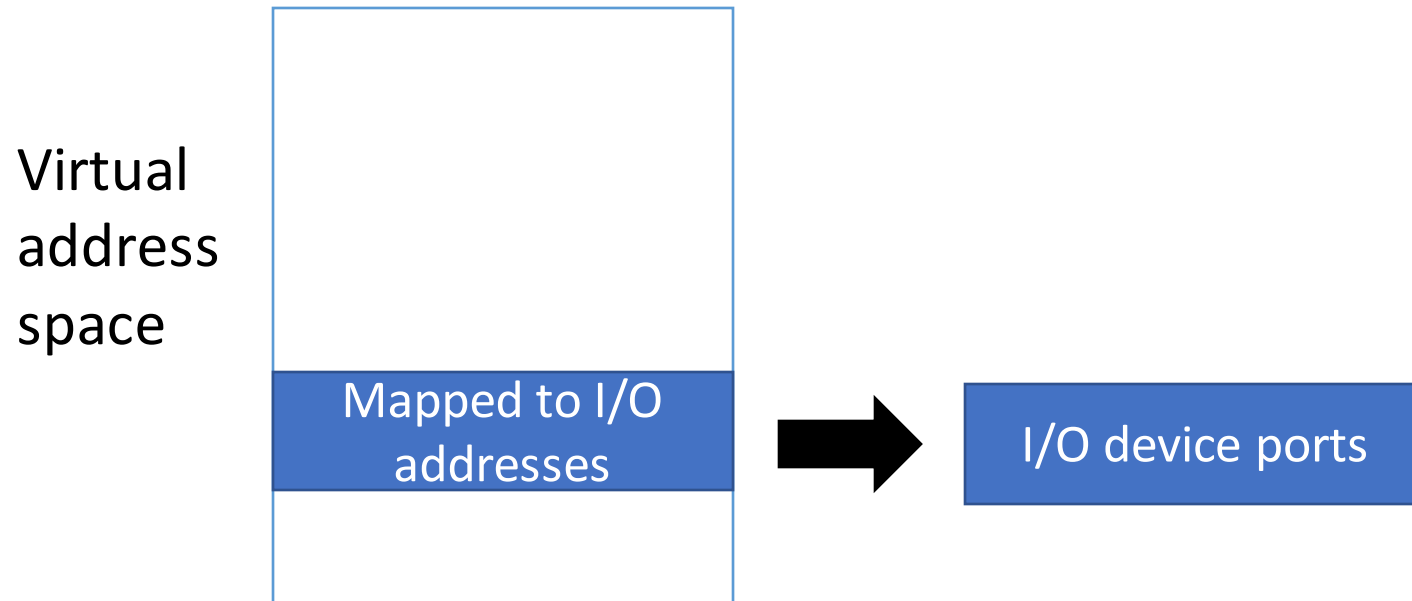 Virtual
address
space
Mapped to I/O
addresses
I/O device ports